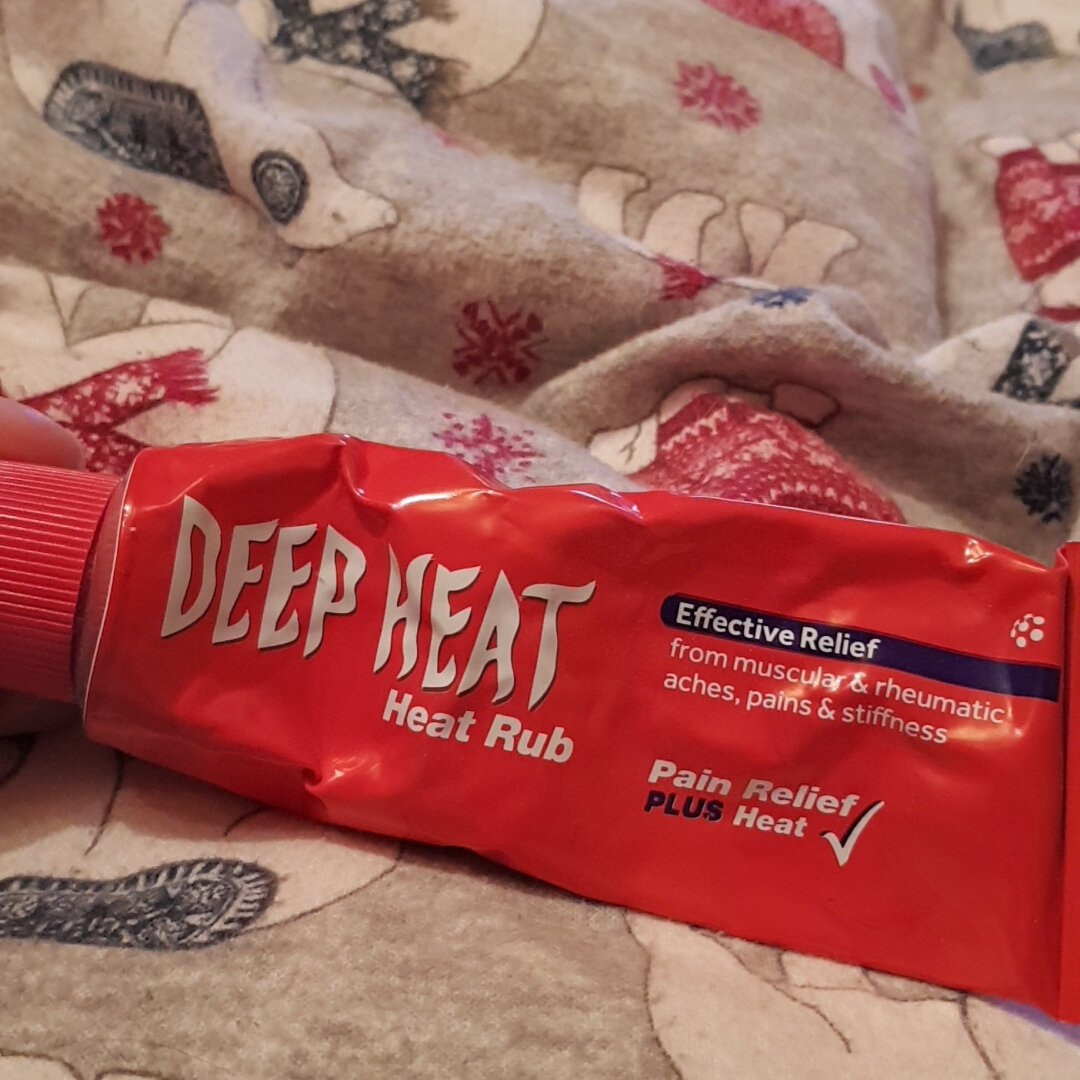 DEEP HEAT
Heat Rub
Effective Relief
from muscular & rheumatic
aches, pains & stiffness
Pain Relief
PLUS Heat